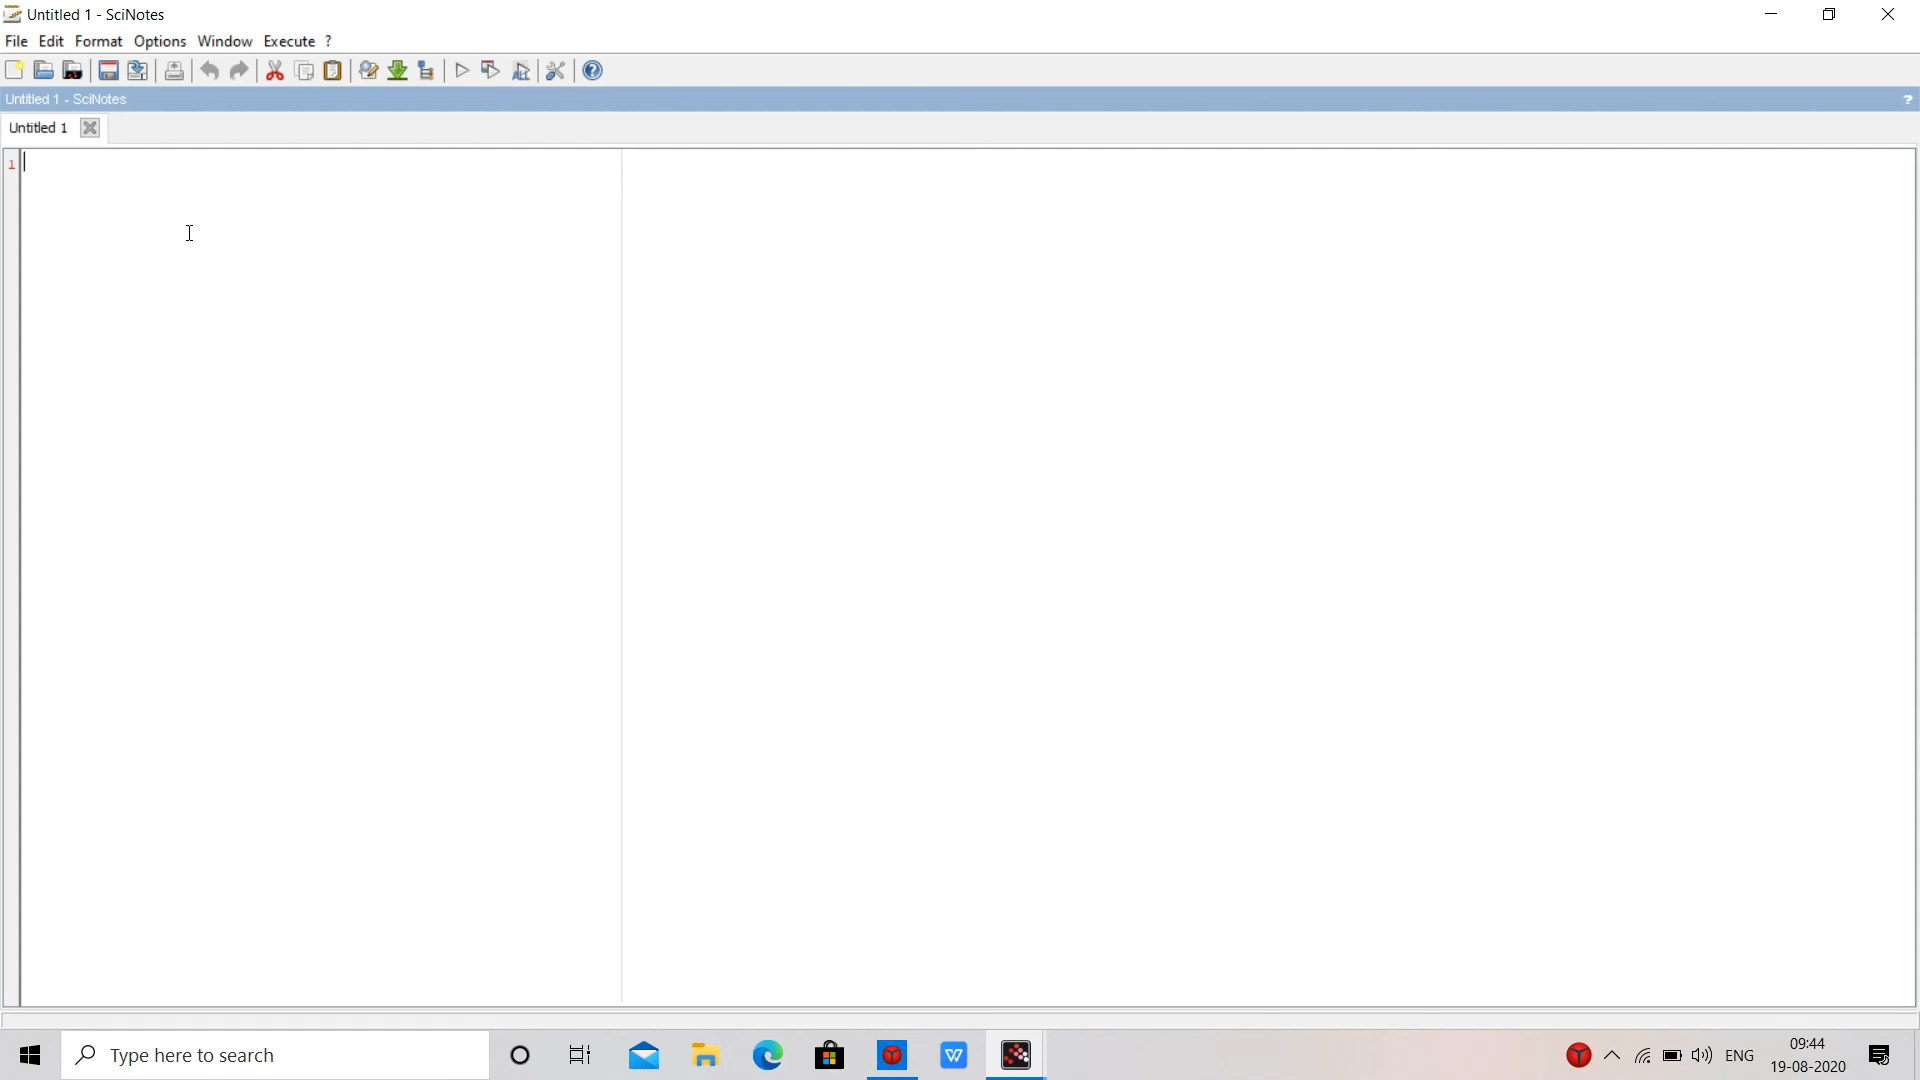 Untitled 1 - SciNotes
File Edit Format Options Window Execute ?
Untitled 1 - SciNotes ?
Untitled 1
1
Type here to search
W
ENG
09:44
19-08-2020